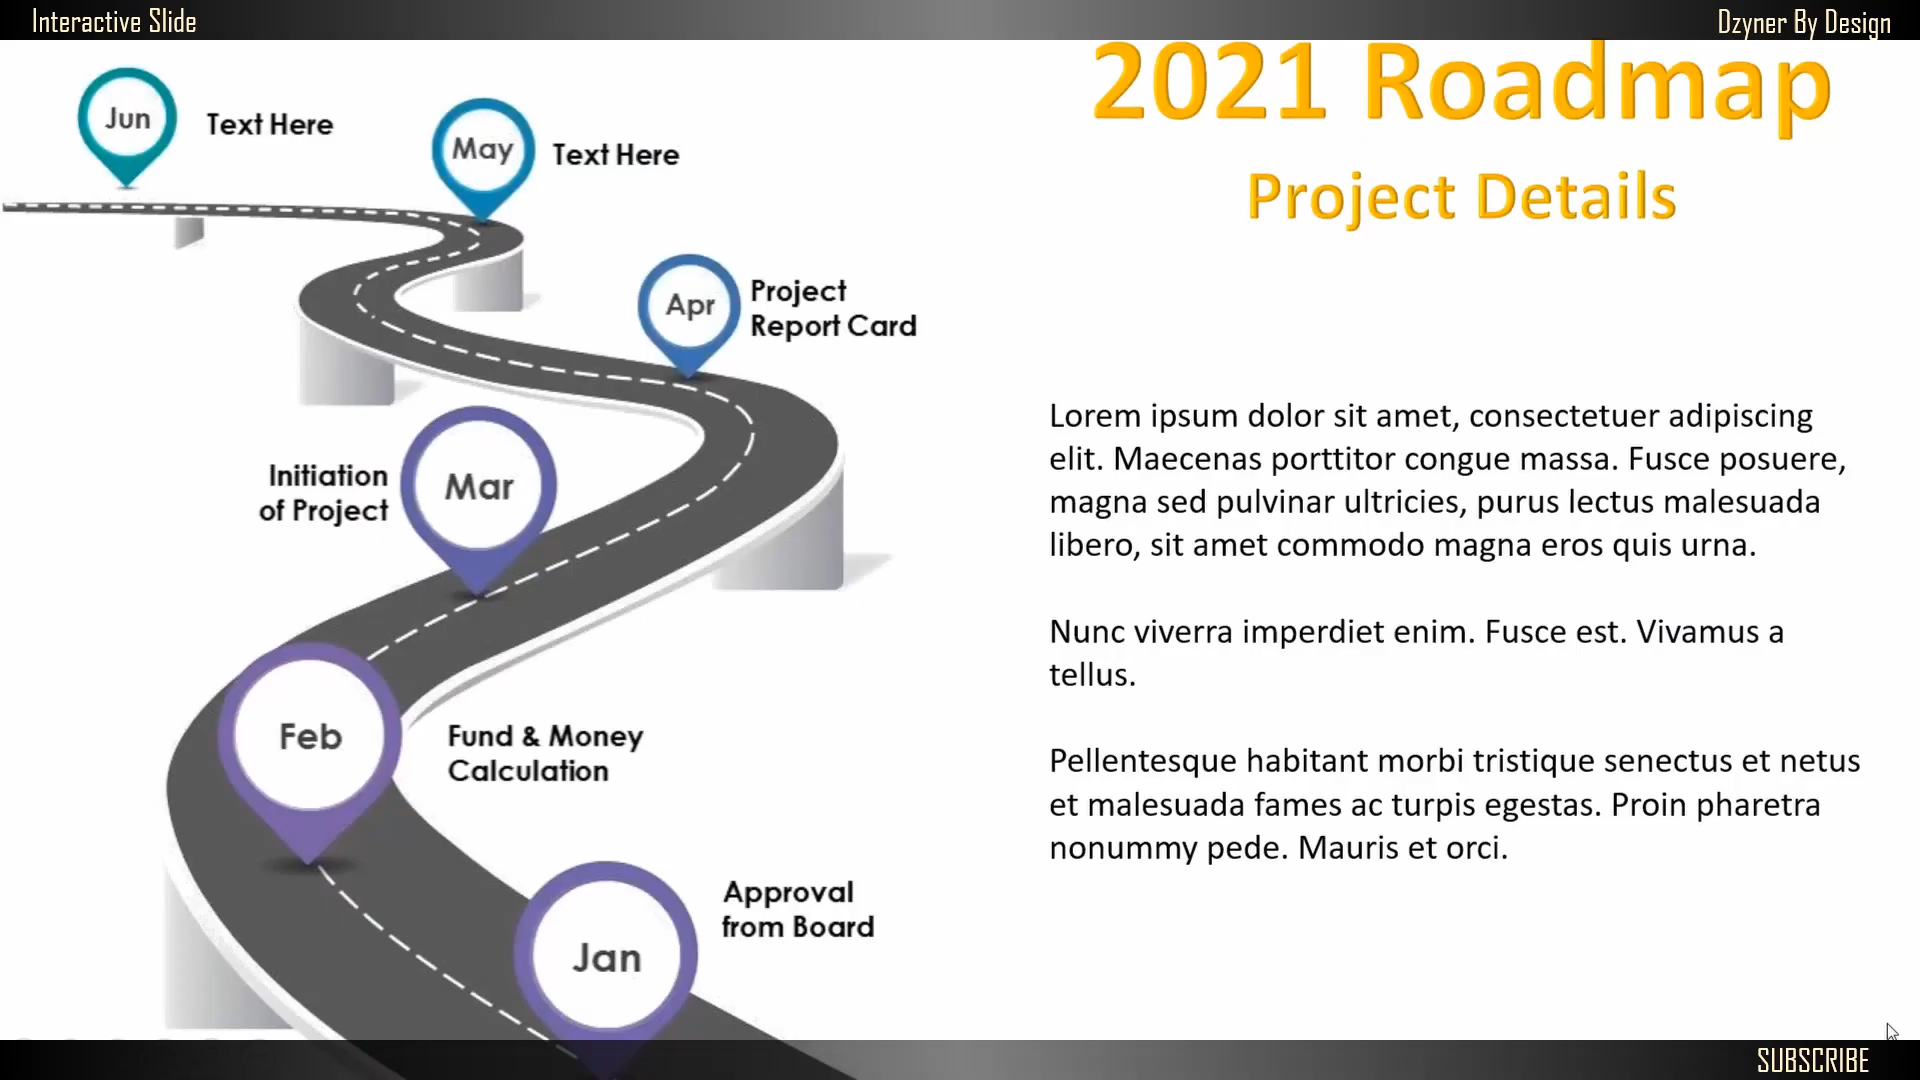 Interactive Slide
Dzyner By Design
2021 Roadmap
Project Details
Jun
Text Here
May
Text Here
Apr
Project
Report Card
Mar
Initiation
of Project
Feb
Fund & Money
Calculation
Jan
Approval
from Board
Lorem ipsum dolor sit amet, consectetuer adipiscing
elit. Maecenas porttitor congue massa. Fusce posuere,
magna sed pulvinar ultricies, purus lectus malesuada
libero, sit amet commodo magna eros quis urna.
Nunc viverra imperdiet enim. Fusce est. Vivamus a
tellus.
Pellentesque habitant morbi tristique senectus et netus
et malesuada fames ac turpis egestas. Proin pharetra
nonummy pede. Mauris et orci.
SUBSCRIBE